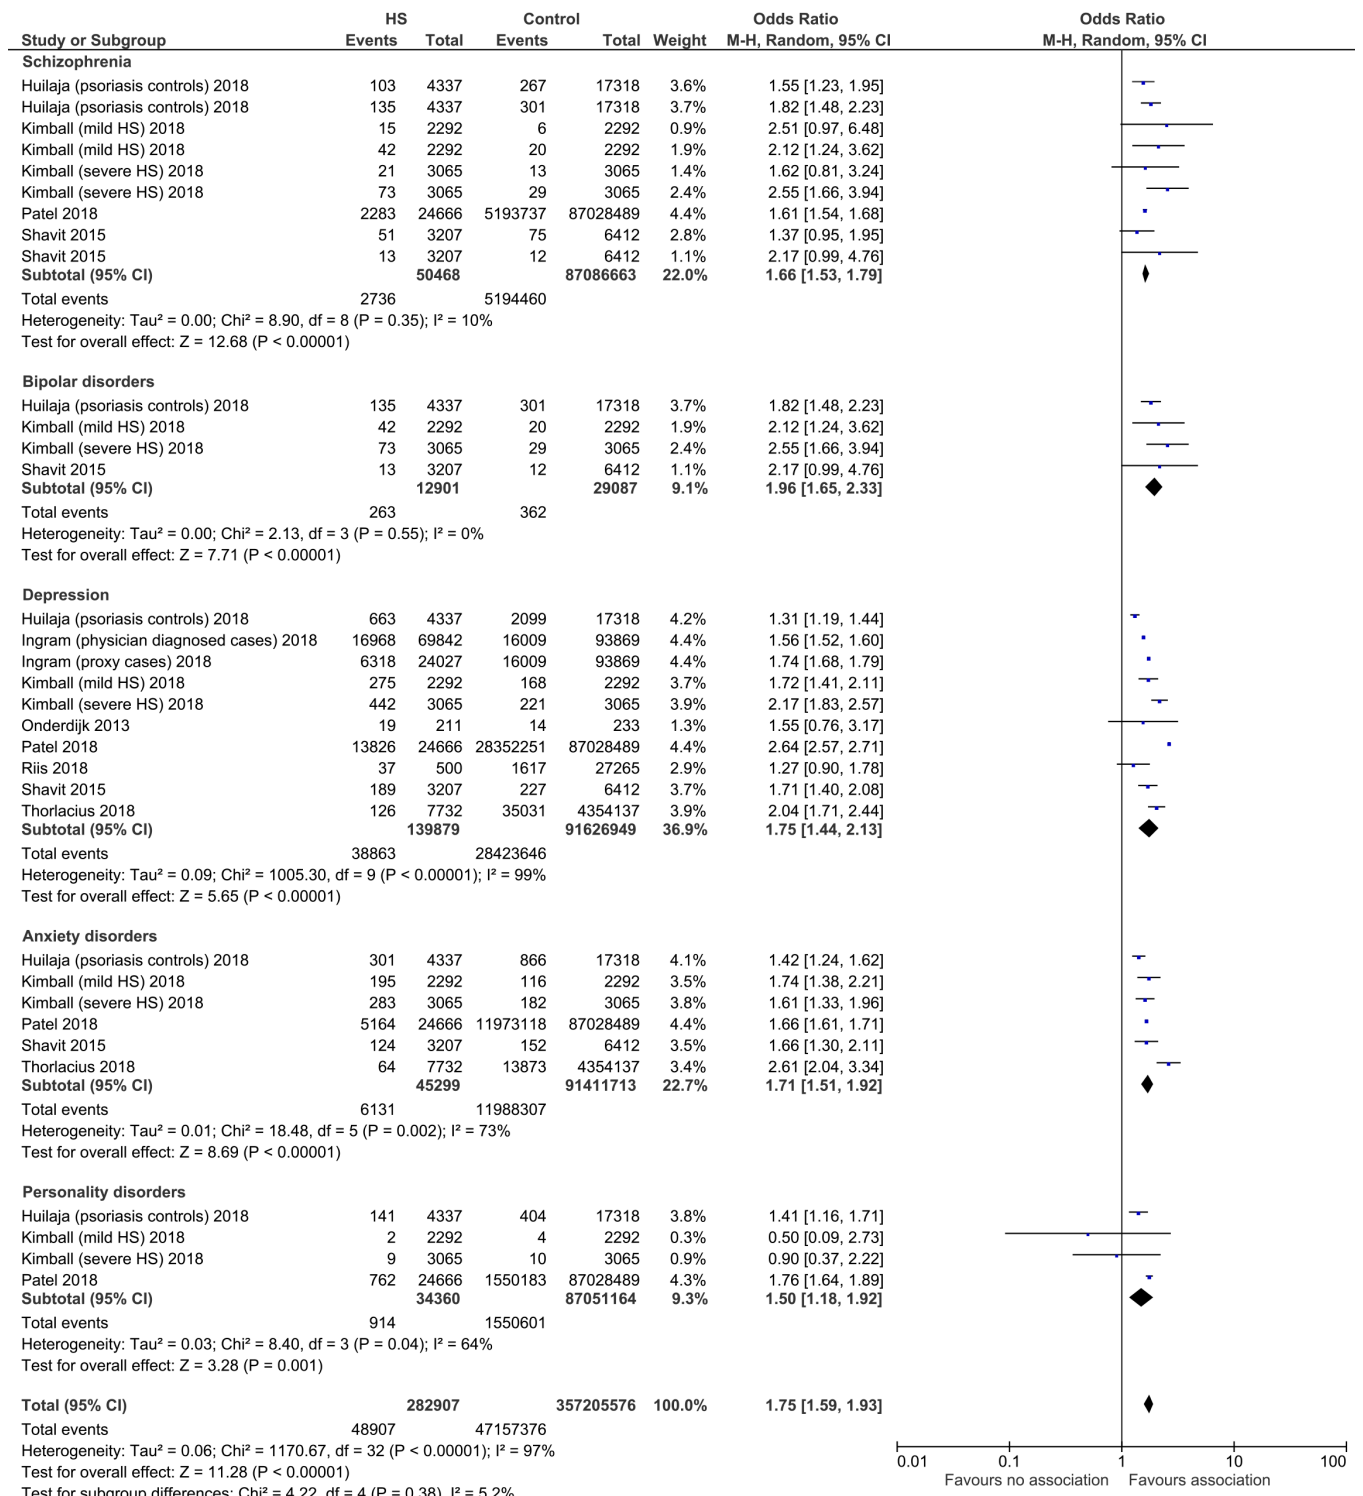 HS Control Odds Ratio Odds Ratio
Study or Subgroup Events Total Events Total Weight M-H, Random, 95% CI M-H, Random, 95% CI
Schizophrenia
Huilaja (psoriasis controls) 2018 103 4337 267 17318 3.6% 1.55 [1.23, 1.95]
Huilaja (psoriasis controls) 2018 135 4337 301 17318 3.7% 1.82 [1.48, 2.23]
Kimball (mild HS) 2018 15 2292 6 2292 0.9% 2.51 [0.97, 6.48]
Kimball (mild HS) 2018 42 2292 20 2292 1.9% 2.12 [1.24, 3.62]
Kimball (severe HS) 2018 21 3065 13 3065 1.4% 1.62 [0.81, 3.24]
Kimball (severe HS) 2018 73 3065 29 3065 2.4% 2.55 [1.66, 3.94]
Patel 2018 2283 24666 5193737 87028489 4.4% 1.61 [1.54, 1.68]
Shavit 2015 51 3207 75 6412 2.8% 1.37 [0.95, 1.95]
Shavit 2015 13 3207 12 6412 1.1% 2.17 [0.99, 4.76]
Subtotal (95% CI) 50468 87086663 22.0% 1.66 [1.53, 1.79]
Total events 2736 5194460
Heterogeneity: Tau² = 0.00; Chi² = 8.90, df = 8 (P = 0.35); I² = 10%
Test for overall effect: Z = 12.68 (P < 0.00001)
Bipolar disorders
Huilaja (psoriasis controls) 2018 135 4337 301 17318 3.7% 1.82 [1.48, 2.23]
Kimball (mild HS) 2018 42 2292 20 2292 1.9% 2.12 [1.24, 3.62]
Kimball (severe HS) 2018 73 3065 29 3065 2.4% 2.55 [1.66, 3.94]
Shavit 2015 13 3207 12 6412 1.1% 2.17 [0.99, 4.76]
Subtotal (95% CI) 12901 29087 9.1% 1.96 [1.65, 2.33]
Total events 263 362
Heterogeneity: Tau² = 0.00; Chi² = 2.13, df = 3 (P = 0.55); I² = 0%
Test for overall effect: Z = 7.71 (P < 0.00001)
Depression
Huilaja (psoriasis controls) 2018 663 4337 2099 17318 4.2% 1.31 [1.19, 1.44]
Ingram (physician diagnosed cases) 2018 16968 69842 16009 93869 4.4% 1.56 [1.52, 1.60]
Ingram (proxy cases) 2018 6318 24027 16009 93869 4.4% 1.74 [1.68, 1.79]
Kimball (mild HS) 2018 275 2292 168 2292 3.7% 1.72 [1.41, 2.11]
Kimball (severe HS) 2018 442 3065 221 3065 3.9% 2.17 [1.83, 2.57]
Onderdijk 2013 19 211 14 233 1.3% 1.55 [0.76, 3.17]
Patel 2018 13826 24666 28352251 87028489 4.4% 2.64 [2.57, 2.71]
Riis 2018 37 500 1617 27265 2.9% 1.27 [0.90, 1.78]
Shavit 2015 189 3207 227 6412 3.7% 1.71 [1.40, 2.08]
Thorlacius 2018 126 7732 35031 4354137 3.9% 2.04 [1.71, 2.44]
Subtotal (95% CI) 139879 91626949 36.9% 1.75 [1.44, 2.13]
Total events 38863 28423646
Heterogeneity: Tau² = 0.09; Chi² = 1005.30, df = 9 (P < 0.00001); I² = 99%
Test for overall effect: Z = 5.65 (P < 0.00001)
Anxiety disorders
Huilaja (psoriasis controls) 2018 301 4337 866 17318 4.1% 1.42 [1.24, 1.62]
Kimball (mild HS) 2018 195 2292 116 2292 3.5% 1.74 [1.38, 2.21]
Kimball (severe HS) 2018 283 3065 182 3065 3.8% 1.61 [1.33, 1.96]
Patel 2018 5164 24666 11973118 87028489 4.4% 1.66 [1.61, 1.71]
Shavit 2015 124 3207 152 6412 3.5% 1.66 [1.30, 2.11]
Thorlacius 2018 64 7732 13873 4354137 3.4% 2.61 [2.04, 3.34]
Subtotal (95% CI) 45299 91411713 22.7% 1.71 [1.51, 1.92]
Total events 6131 11988307
Heterogeneity: Tau² = 0.01; Chi² = 18.48, df = 5 (P = 0.002); I² = 73%
Test for overall effect: Z = 8.69 (P < 0.00001)
Personality disorders
Huilaja (psoriasis controls) 2018 141 4337 404 17318 3.8% 1.41 [1.16, 1.71]
Kimball (mild HS) 2018 2 2292 4 2292 0.3% 0.50 [0.09, 2.73]
Kimball (severe HS) 2018 9 3065 10 3065 0.9% 0.90 [0.37, 2.22]
Patel 2018 762 24666 1550183 87028489 4.3% 1.76 [1.64, 1.89]
Subtotal (95% CI) 34360 87051164 9.3% 1.50 [1.18, 1.92]
Total events 914 1550601
Heterogeneity: Tau² = 0.03; Chi² = 8.40, df = 3 (P = 0.04); I² = 64%
Test for overall effect: Z = 3.28 (P = 0.001)
Total (95% CI) 282907 357205576 100.0% 1.75 [1.59, 1.93]
Total events 48907 47157376
Heterogeneity: Tau² = 0.06; Chi² = 1170.67, df = 32 (P < 0.00001); I² = 97%
Test for overall effect: Z = 11.28 (P < 0.00001)
Test for subgroup differences: Chi² = 4.22, df = 4 (P = 0.38), I² = 5.2%
0.01 0.1 1 10 100
Favours no association Favours association